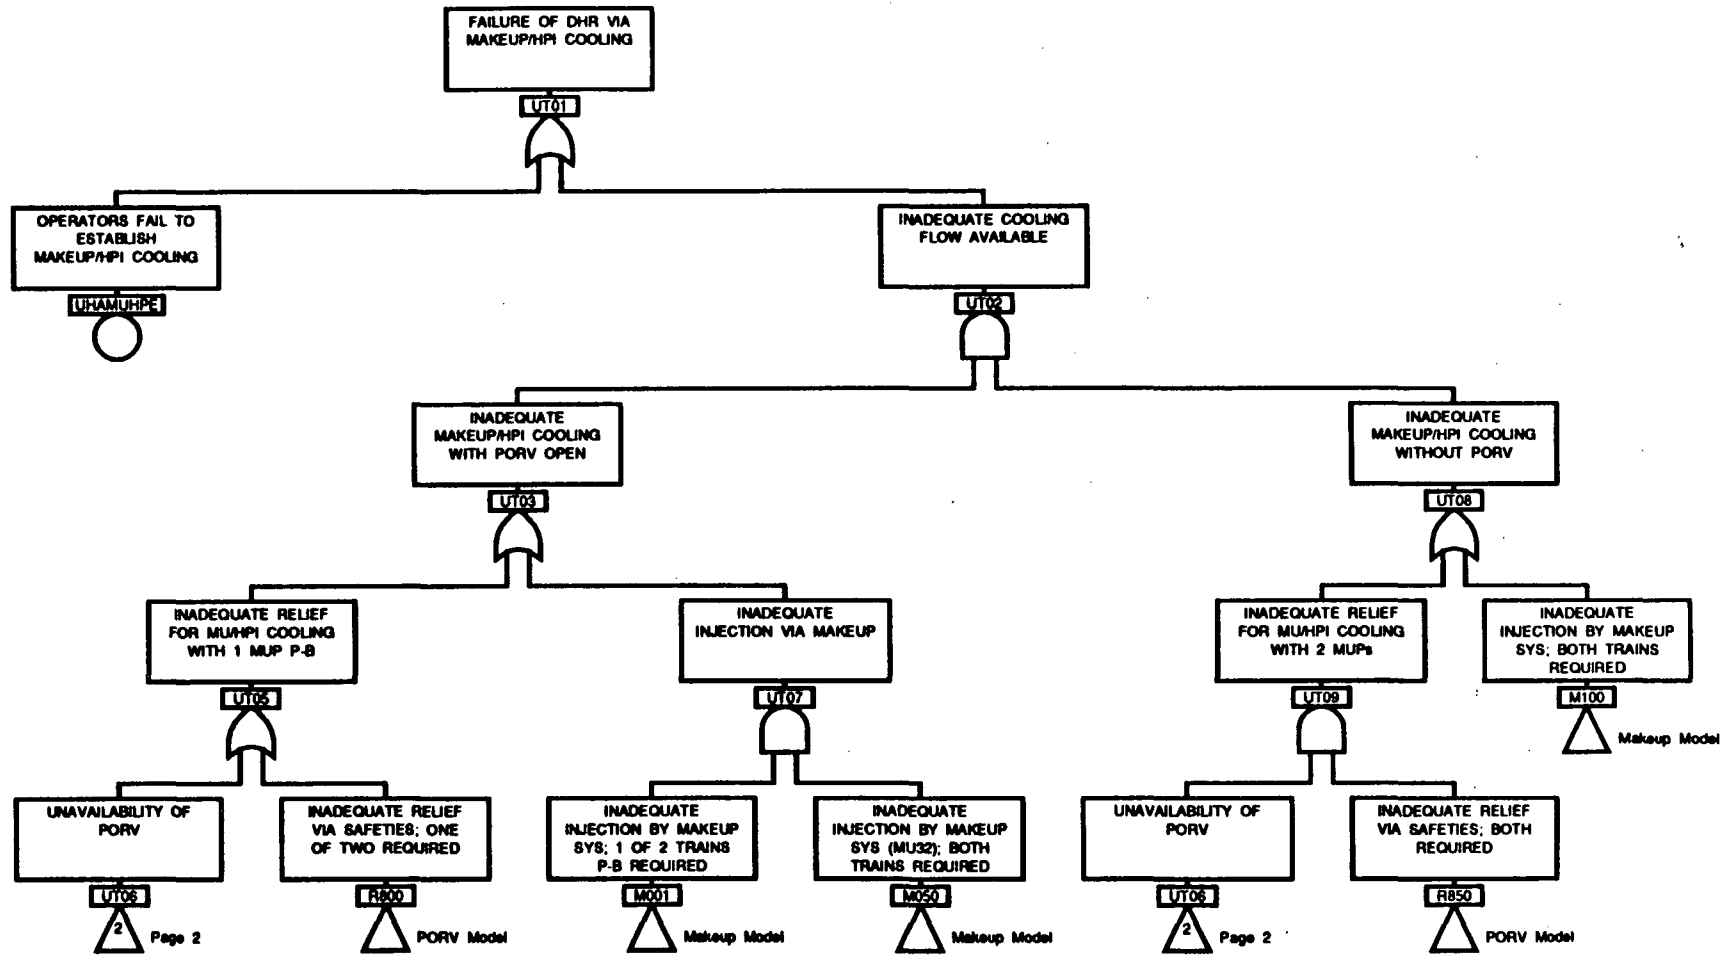 FAILURE OF DHR VIA
MAKEUP/HPI COOLING
UT01
OPERATORS FAIL TO
ESTABLISH
MAKEUP/HPI COOLING
UHAMUHPE
INADEQUATE COOLING
FLOW AVAILABLE
UT02
INADEQUATE
MAKEUP/HPI COOLING
WITH PORV OPEN
UT03
INADEQUATE
MAKEUP/HPI COOLING
WITHOUT PORV
UT08
INADEQUATE RELIEF
FOR MU/HPI COOLING
WITH 1 MUP P-B
UT05
INADEQUATE
INJECTION VIA MAKEUP
UT07
INADEQUATE RELIEF
FOR MU/HPI COOLING
WITH 2 MUPs
UT09
INADEQUATE
INJECTION BY MAKEUP
SYS; BOTH TRAINS
REQUIRED
M100
Makeup Model
UNAVAILABILITY OF
PORV
UT06
2
Page 2
INADEQUATE RELIEF
VIA SAFETIES; ONE
OF TWO REQUIRED
R800
PORV Model
INADEQUATE
INJECTION BY MAKEUP
SYS; 1 OF 2 TRAINS
P-B REQUIRED
M001
Makeup Model
INADEQUATE
INJECTION BY MAKEUP
SYS (MU32); BOTH
TRAINS REQUIRED
M050
Makeup Model
UNAVAILABILITY OF
PORV
UT06
2
Page 2
INADEQUATE RELIEF
VIA SAFETIES; BOTH
REQUIRED
R850
PORV Model